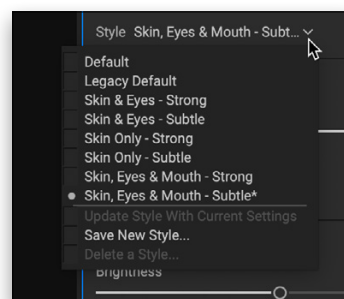 Style Skin, Eyes & Mouth - Subt...
Default
Legacy Default
Skin & Eyes - Strong
Skin & Eyes - Subtle
Skin Only - Strong
Skin Only - Subtle
Skin, Eyes & Mouth - Strong
Skin, Eyes & Mouth - Subtle*
Update Style With Current Settings
Save New Style...
Delete a Style...
Brightness